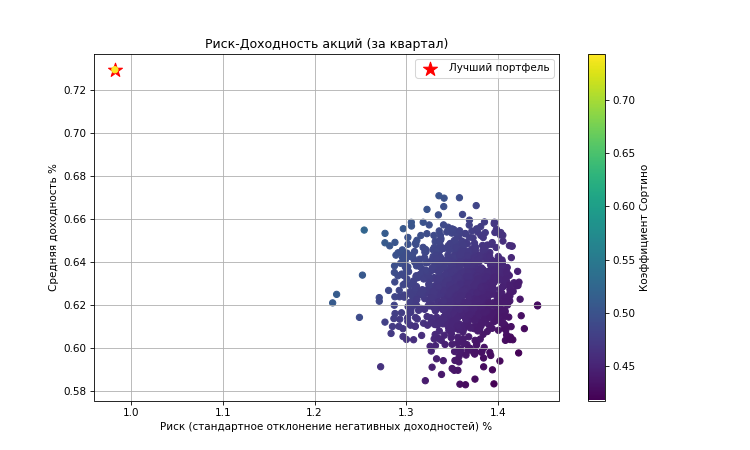 Риск-Доходность акций (за квартал)
Лучший портфель
Средняя доходность %
0.72
0.70
0.68
0.66
0.64
0.62
0.60
0.58
1.0 1.1 1.2 1.3 1.4
Риск (стандартное отклонение негативных доходностей) %
0.70
0.65
0.60
0.55
0.50
0.45
Коэффициент Сортино